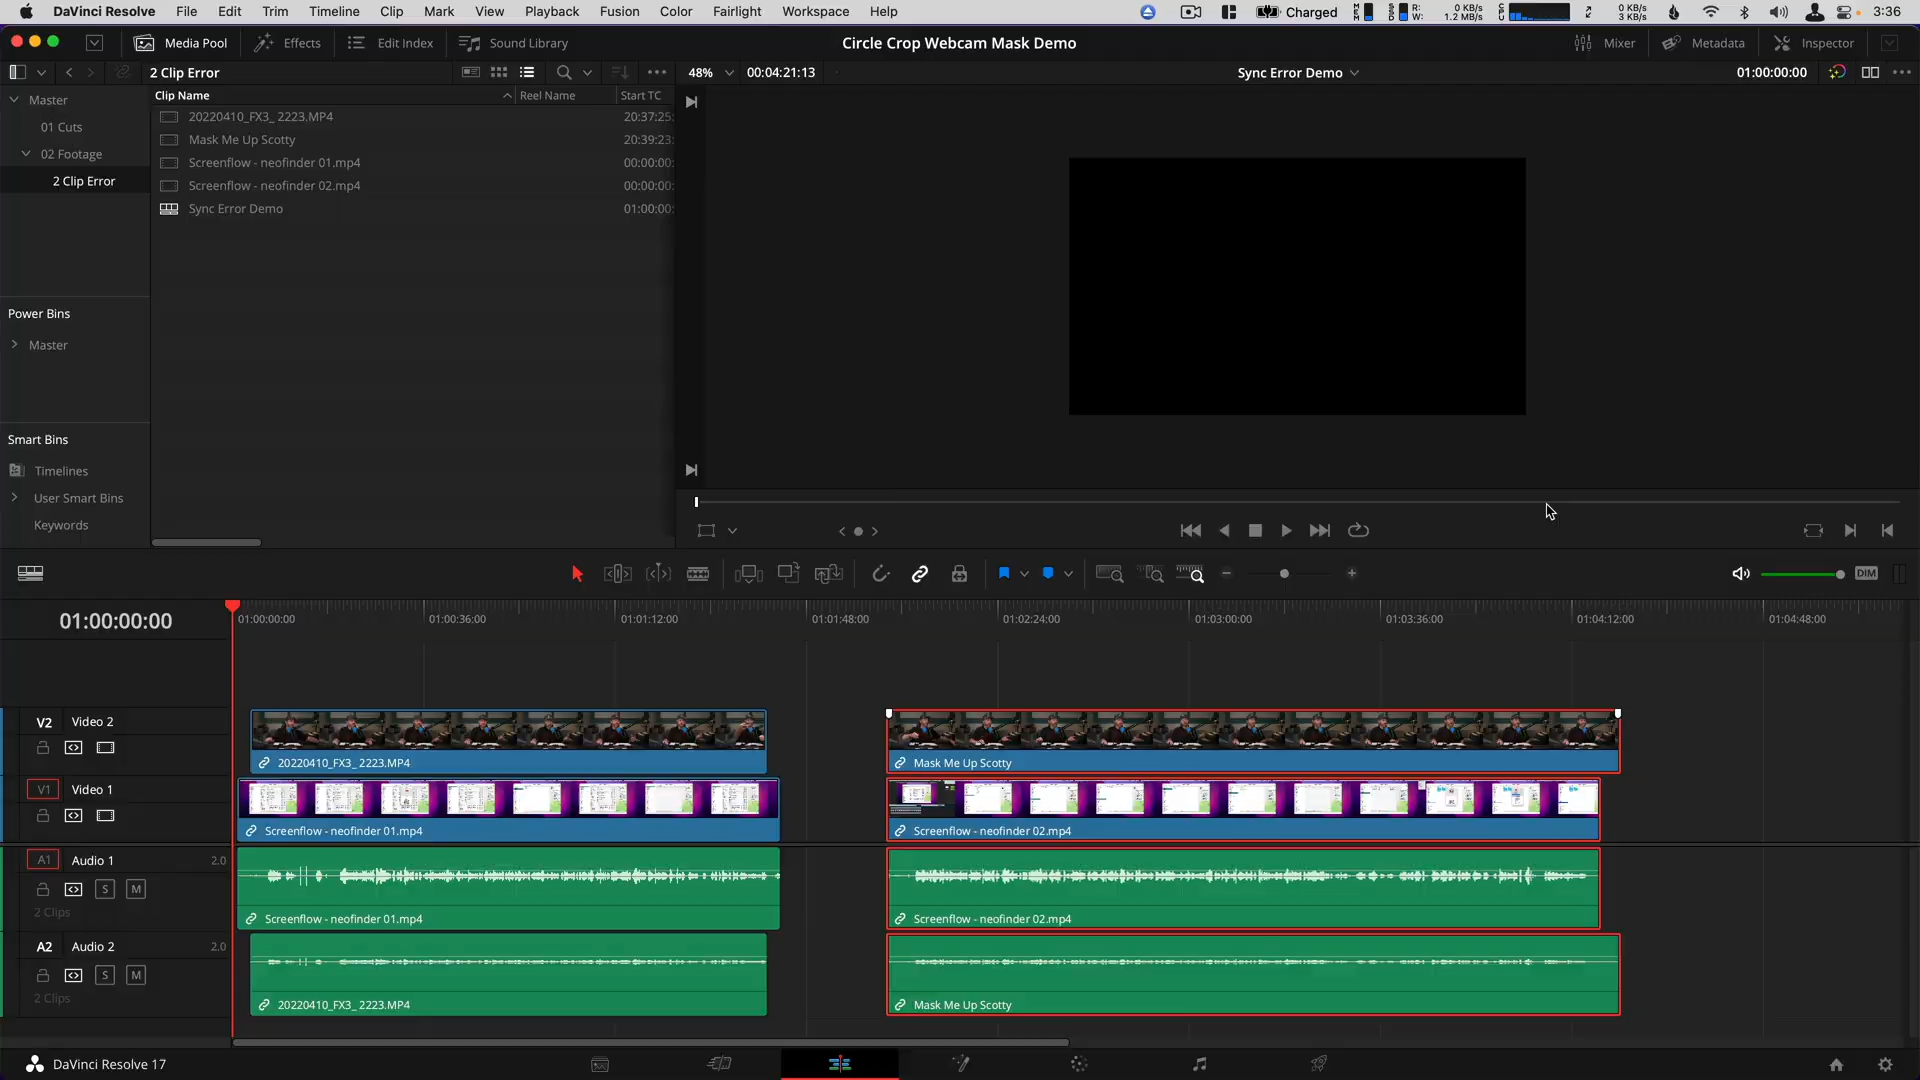 DaVinci Resolve File Edit Trim Timeline Clip Mark View Playback Fusion Color Fairlight Workspace Help Charged R: W: 0 KB/s 1.2 MB/s 0 KB/s 3 KB/s 3:36
Media Pool Effects Edit Index Sound Library Circle Crop Webcam Mask Demo Mixer Metadata Inspector
2 Clip Error 48% 00:04:21:13 Sync Error Demo 01:00:00:00
Master Clip Name Reel Name Start TC
20220410_FX3_ 2223.MP4 20:37:25:
01 Cuts Mask Me Up Scotty 20:39:23:
02 Footage Screenflow - neofinder 01.mp4 00:00:00:
2 Clip Error Screenflow - neofinder 02.mp4 00:00:00:
Sync Error Demo 01:00:00:
Power Bins
Master
Smart Bins
Timelines
User Smart Bins
Keywords
DIM
01:00:00:00 01:00:00:00 01:00:36:00 01:01:12:00 01:01:48:00 01:02:24:00 01:03:00:00 01:03:36:00 01:04:12:00 01:04:48:00
V2 Video 2
20220410_FX3_ 2223.MP4 Mask Me Up Scotty
V1 Video 1
Screenflow - neofinder 01.mp4 Screenflow - neofinder 02.mp4
A1 Audio 1 2.0
S M
2 Clips
Screenflow - neofinder 01.mp4 Screenflow - neofinder 02.mp4
A2 Audio 2 2.0
S M
2 Clips
20220410_FX3_ 2223.MP4 Mask Me Up Scotty
DaVinci Resolve 17